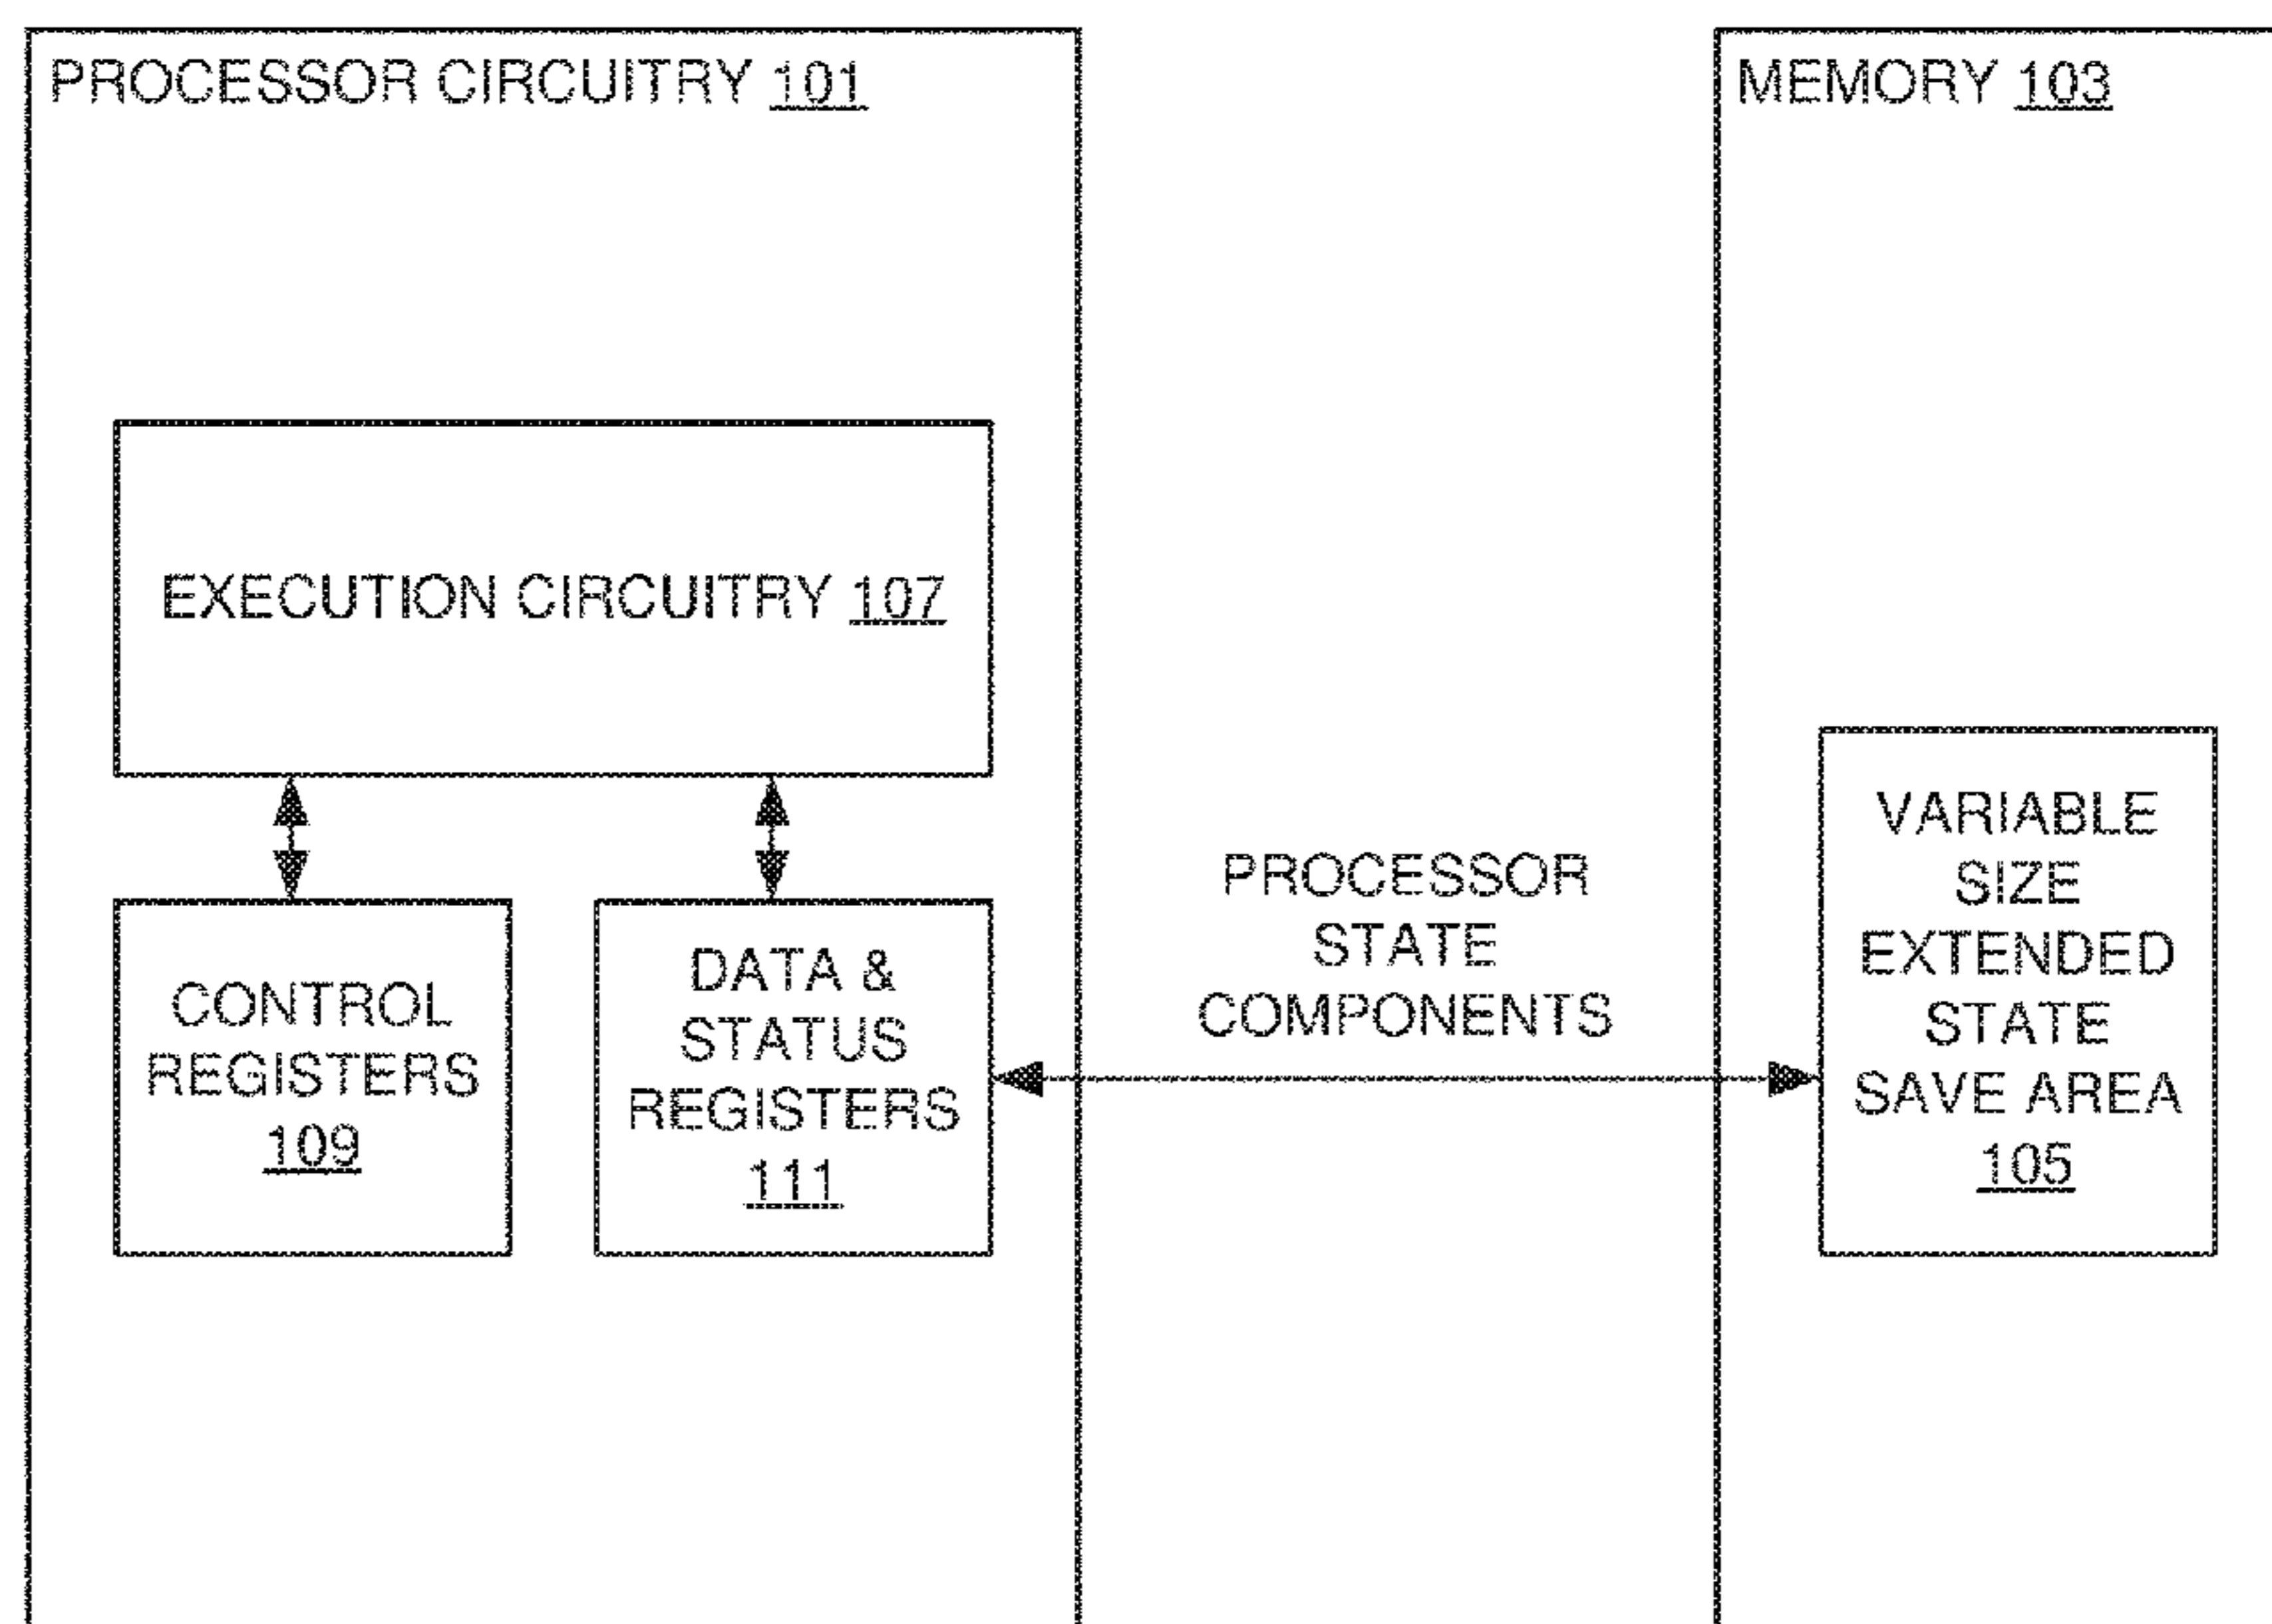 PROCESSOR CIRCUITRY 101
MEMORY 103
EXECUTION CIRCUITRY 107
CONTROL
REGISTERS
109
DATA &
STATUS
REGISTERS
111
PROCESSOR
STATE
COMPONENTS
VARIABLE
SIZE
EXTENDED
STATE
SAVE AREA
105